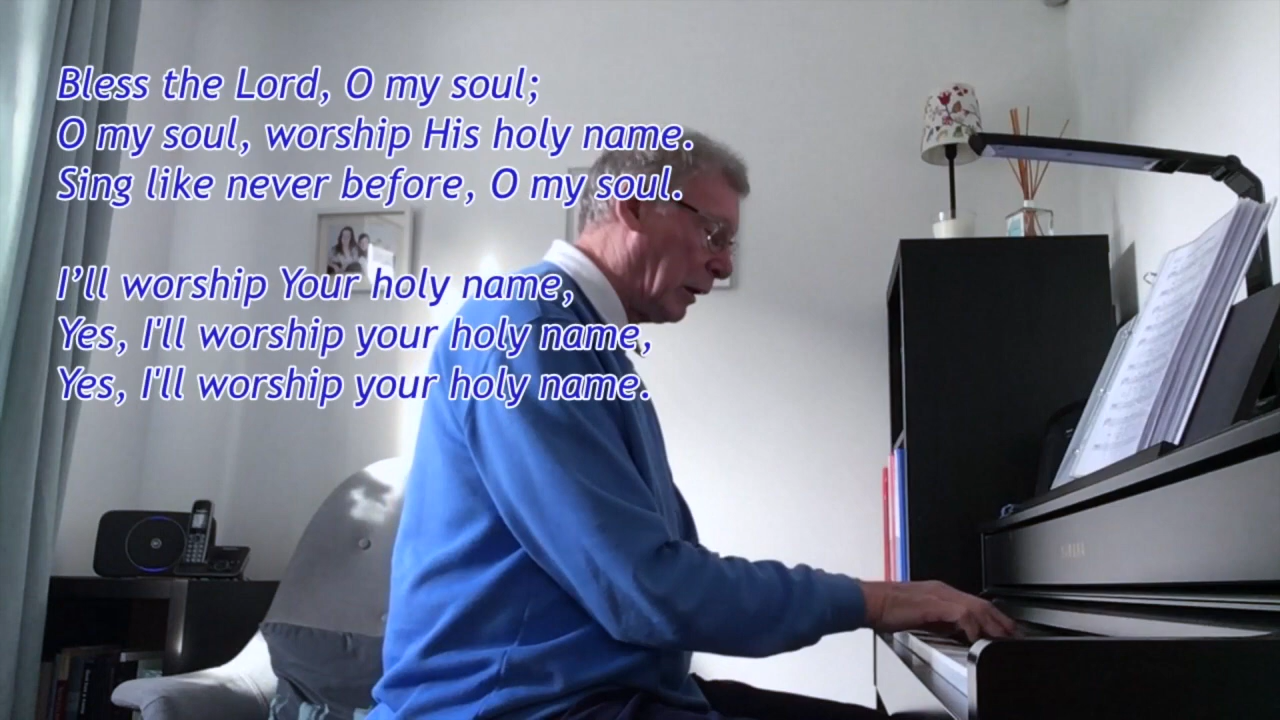 Bless the Lord, O my soul;
O my soul, worship His holy name.
Sing like never before, O my soul.
I’ll worship Your holy name,
Yes, I'll worship your holy name,
Yes, I'll worship your holy name.
YAMAHA